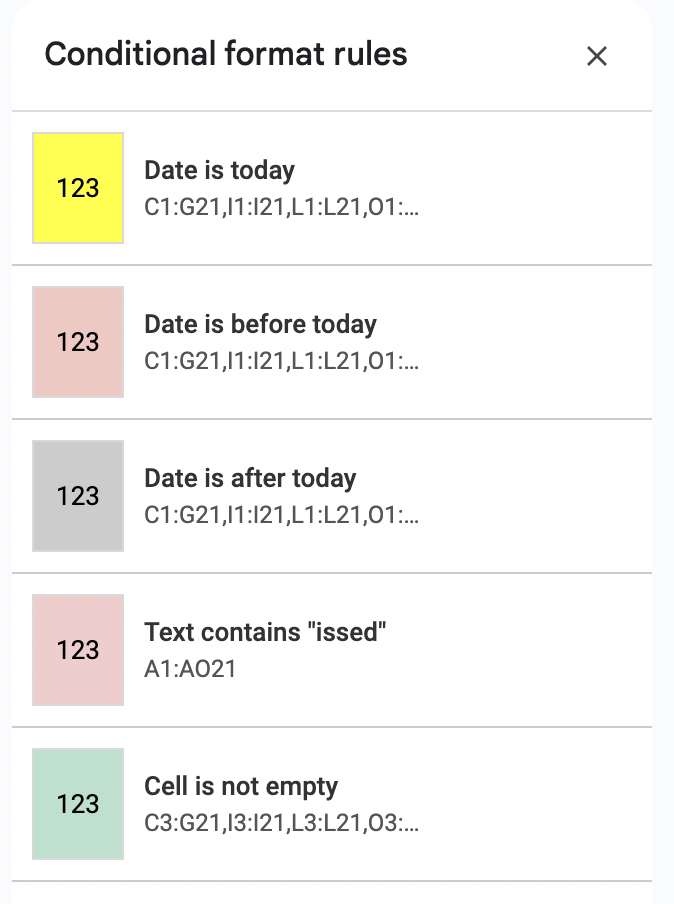 Conditional format rules
123
Date is today
C1:G21,I1:I21,L1:L21,O1:...
123
Date is before today
C1:G21,I1:I21,L1:L21,O1:...
123
Date is after today
C1:G21,I1:I21,L1:L21,O1:...
123
Text contains "issed"
A1:AO21
123
Cell is not empty
C3:G21,I3:I21,L3:L21,O3:...